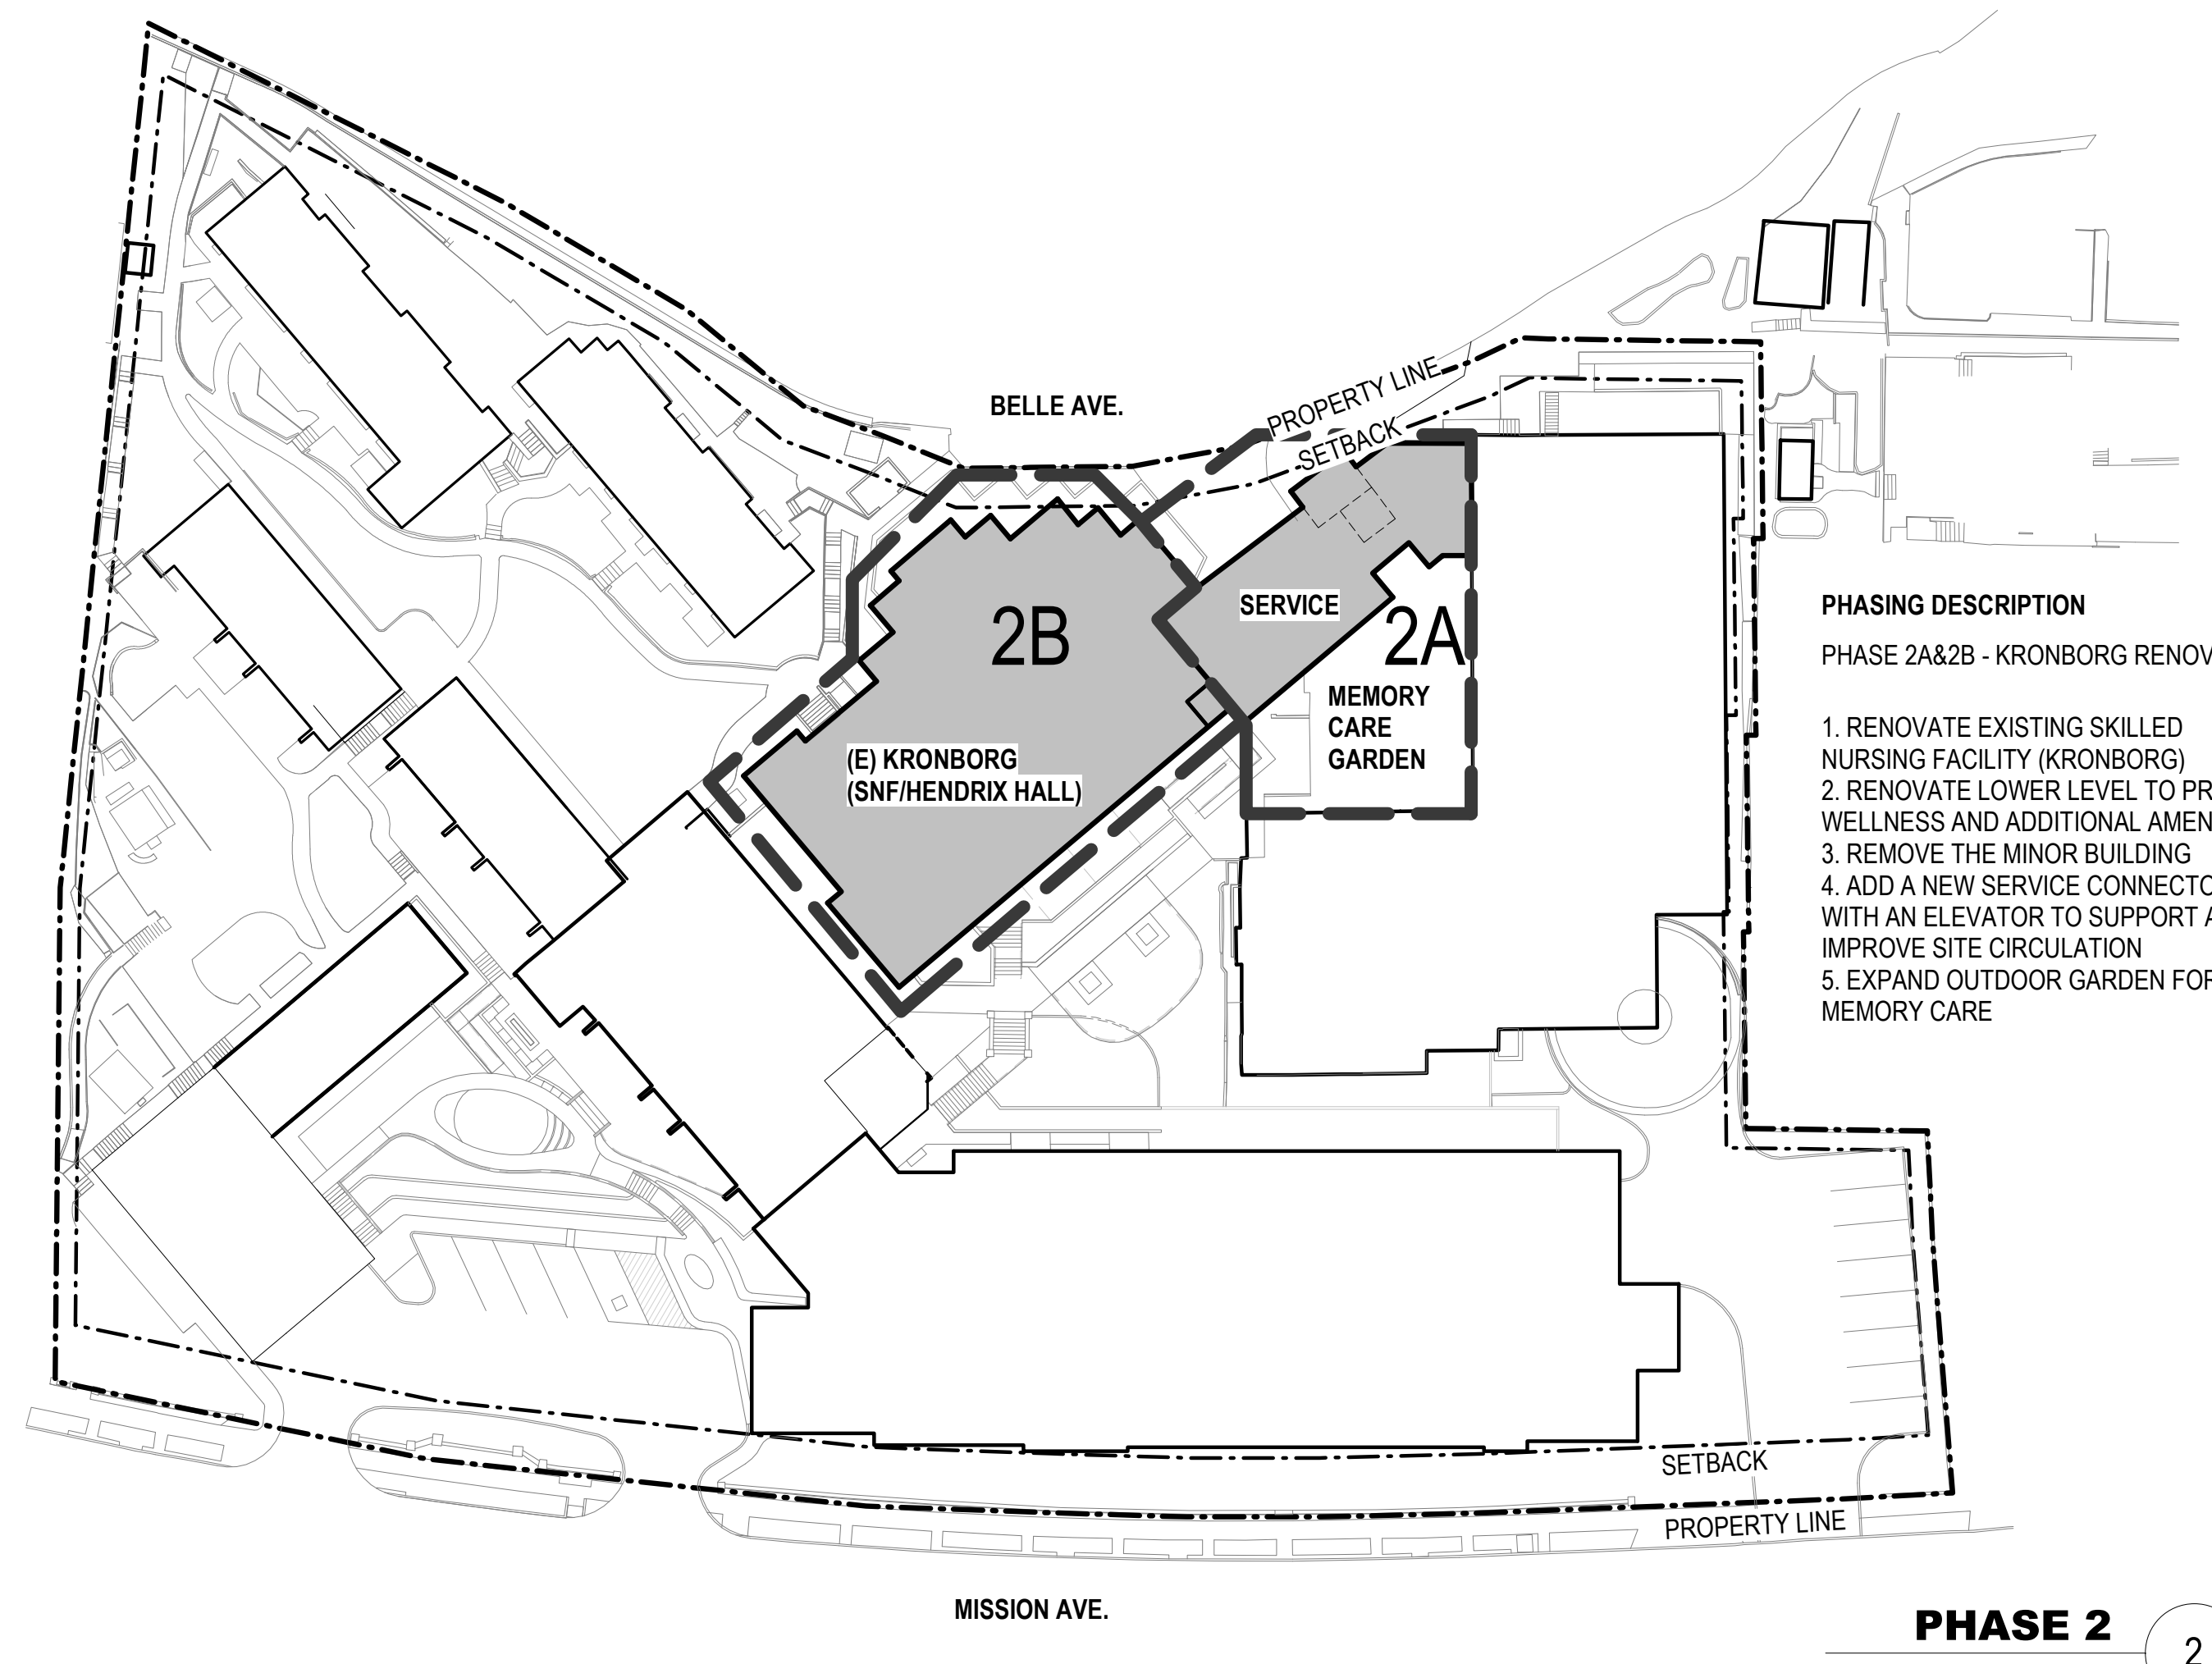 BELLE AVE.
PROPERTY LINE
SETBACK
2B
SERVICE
2A
MEMORY
CARE
GARDEN
(E) KRONBORG
(SNF/HENDRIX HALL)
PHASING DESCRIPTION
PHASE 2A&2B - KRONBORG RENOV
1. RENOVATE EXISTING SKILLED
NURSING FACILITY (KRONBORG)
2. RENOVATE LOWER LEVEL TO PR
WELLNESS AND ADDITIONAL AMEN
3. REMOVE THE MINOR BUILDING
4. ADD A NEW SERVICE CONNECTO
WITH AN ELEVATOR TO SUPPORT A
IMPROVE SITE CIRCULATION
5. EXPAND OUTDOOR GARDEN FOR
MEMORY CARE
SETBACK
PROPERTY LINE
MISSION AVE.
PHASE 2
2